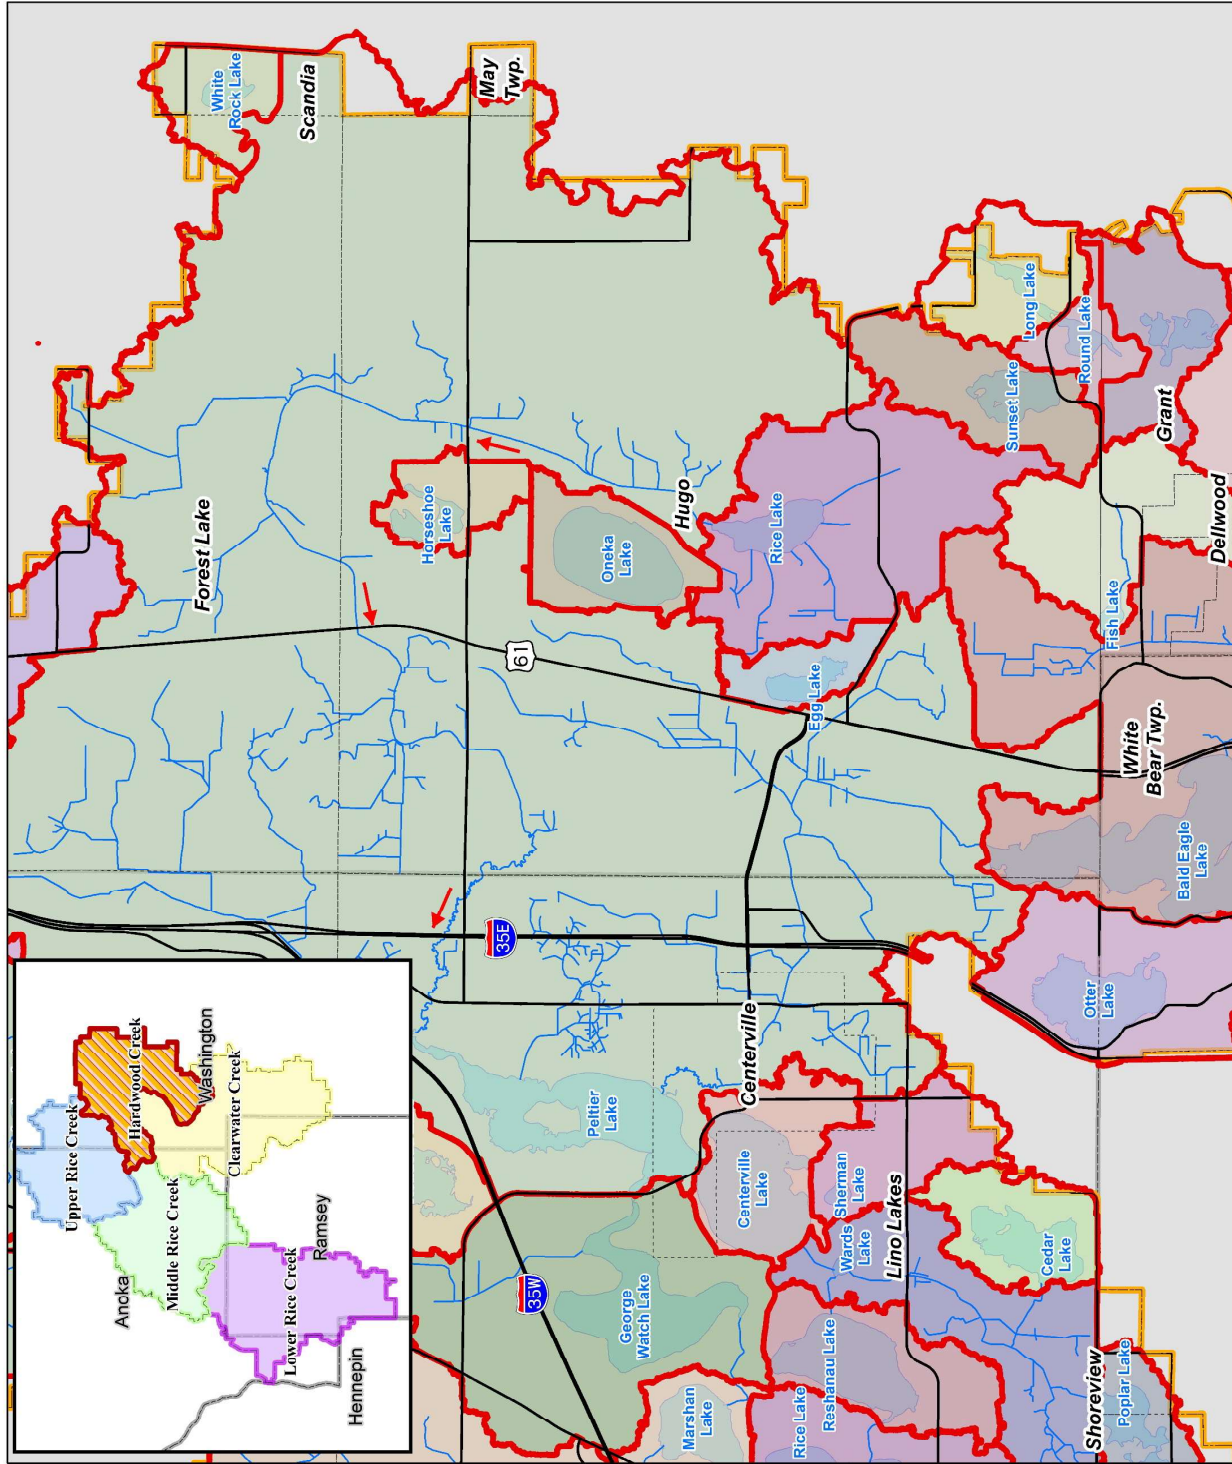 Upper Rice Creek
Hardwood Creek
Washington
Clearwater Creek
Anoka
Middle Rice Creek
Ramsey
Lower Rice Creek
Hennepin
White
Rock Lake
Scandia
May
Twp.
Forest Lake
Horseshoe
Lake
Oneka
Lake
Hugo
Rice Lake
Egg Lake
Sunset Lake
Long Lake
Round Lake
Grant
Dellwood
Fish Lake
White
Bear Twp.
Bald Eagle
Lake
Otter
Lake
61
35E
35W
Peltier
Lake
Centerville
Centerville
Lake
Sherman
Lake
Wards
Lake
Lino Lakes
Cedar
Lake
George
Watch Lake
Marshan
Lake
Rice Lake
Reshanau Lake
Shoreview
Poplar Lake